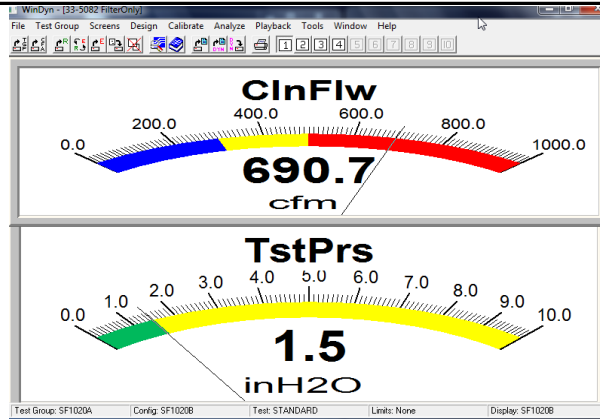 WinDyn - [33-5082 FilterOnly]
File Test Group Screens Design Calibrate Analyze Playback Tools Window Help
1 2 3 4 5 6 7 8 9 10
ClnFlw
0.0 200.0 400.0 600.0 800.0 1000.0
690.7
cfm
TstPrs
0.0 1.0 2.0 3.0 4.0 5.0 6.0 7.0 8.0 9.0 10.0
1.5
inH2O
Test Group: SF1020A Config: SF1020B Test: STANDARD Limits: None Display: SF1020B